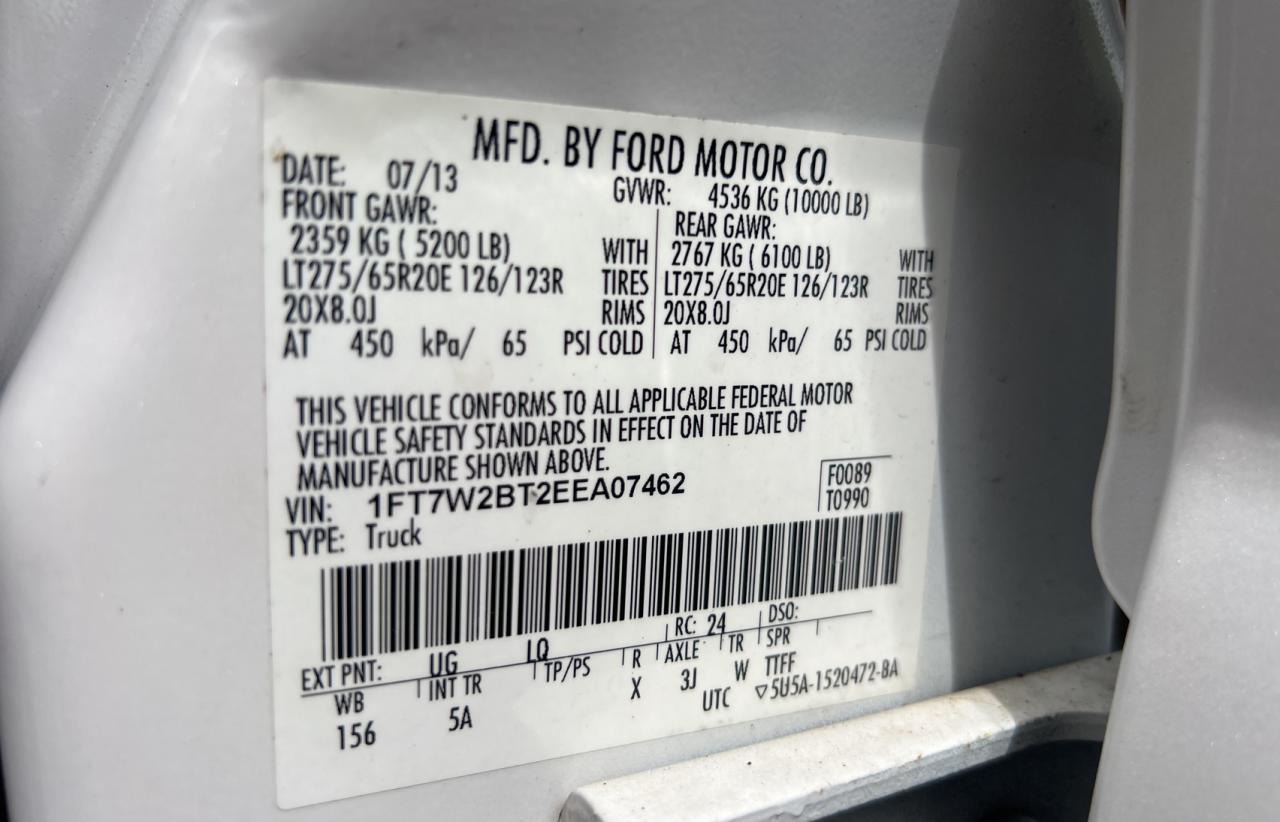 MFD. BY FORD MOTOR CO.
DATE: 07/13 GVWR: 4536 KG (10000 LB)
FRONT GAWR: REAR GAWR:
2359 KG ( 5200 LB) WITH 2767 KG ( 6100 LB) WITH
LT275/65R20E 126/123R TIRES LT275/65R20E 126/123R TIRES
20X8.0J RIMS 20X8.0J RIMS
AT 450 kPa/ 65 PSI COLD AT 450 kPa/ 65 PSI COLD
THIS VEHICLE CONFORMS TO ALL APPLICABLE FEDERAL MOTOR
VEHICLE SAFETY STANDARDS IN EFFECT ON THE DATE OF
MANUFACTURE SHOWN ABOVE.
VIN: 1FT7W2BT2EEA07462
TYPE: Truck
F0089
T0990
EXT PNT: UG LQ RC: 24 DSO:
WB INT TR TP/PS R AXLE TR SPR
156 5A X 3J W TTFF
UTC ▽5U5A-1520472-BA